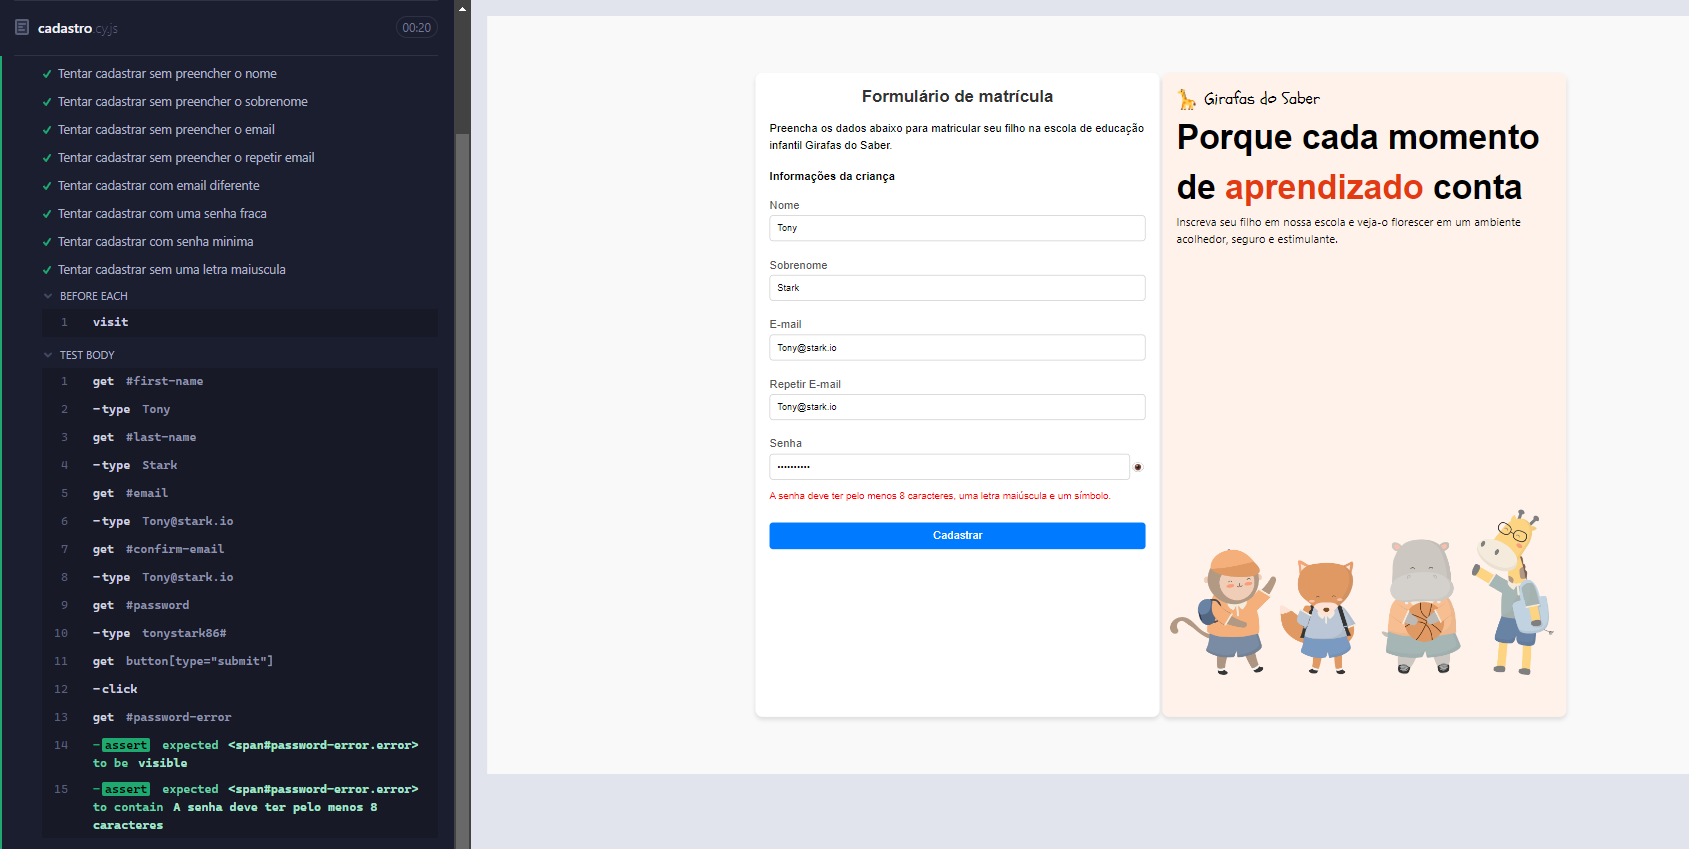 cadastro.cy.js
00:20
Tentar cadastrar sem preencher o nome
Tentar cadastrar sem preencher o sobrenome
Tentar cadastrar sem preencher o email
Tentar cadastrar sem preencher o repetir email
Tentar cadastrar com email diferente
Tentar cadastrar com uma senha fraca
Tentar cadastrar com senha minima
Tentar cadastrar sem uma letra maiuscula
BEFORE EACH
1 visit
TEST BODY
1 get #first-name
2 -type Tony
3 get #last-name
4 -type Stark
5 get #email
6 -type Tony@stark.io
7 get #confirm-email
8 -type Tony@stark.io
9 get #password
10 -type tonystark86#
11 get button[type="submit"]
12 -click
13 get #password-error
14 -assert expected <span#password-error.error>
to be visible
15 -assert expected <span#password-error.error>
to contain A senha deve ter pelo menos 8
caracteres
Formulário de matrícula
Preencha os dados abaixo para matricular seu filho na escola de educação
infantil Girafas do Saber.
Informações da criança
Nome
Tony
Sobrenome
Stark
E-mail
Tony@stark.io
Repetir E-mail
Tony@stark.io
Senha
••••••••••
A senha deve ter pelo menos 8 caracteres, uma letra maiúscula e um símbolo.
Cadastrar
Girafas do Saber
Porque cada momento
de aprendizado conta
Inscreva seu filho em nossa escola e veja-o florescer em um ambiente
acolhedor, seguro e estimulante.